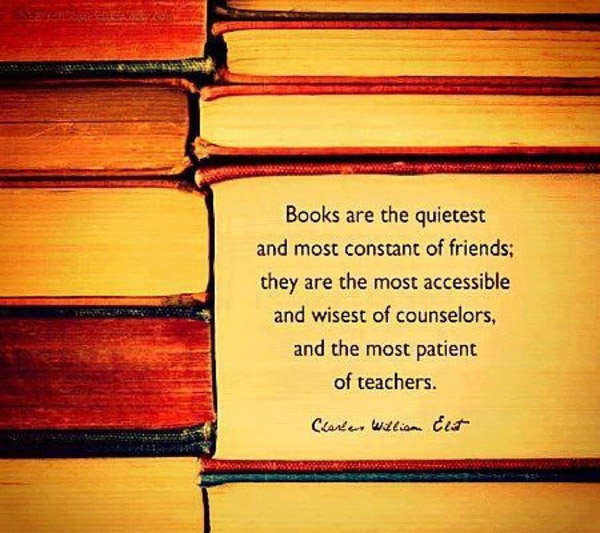 Books are the quietest
and most constant of friends;
they are the most accessible
and wisest of counselors,
and the most patient
of teachers.
Charles William Eliot